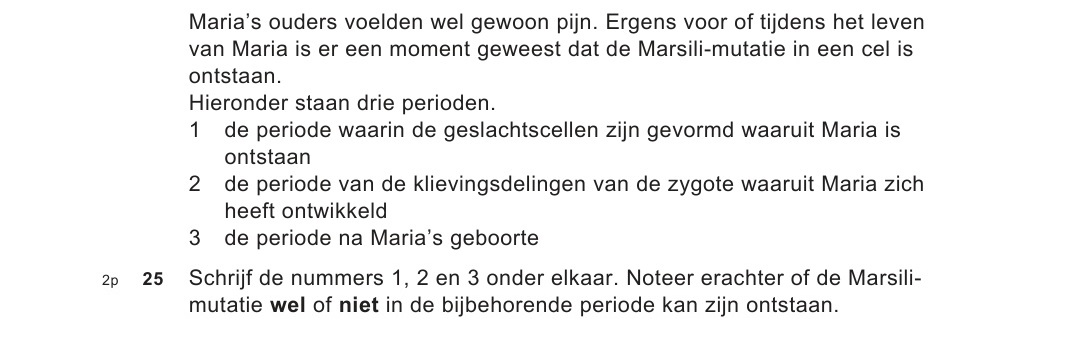 Maria's ouders voelden wel gewoon pijn. Ergens voor of tijdens het leven
van Maria is er een moment geweest dat de Marsili-mutatie in een cel is
ontstaan.
Hieronder staan drie perioden.
1 de periode waarin de geslachtscellen zijn gevormd waaruit Maria is
ontstaan
2 de periode van de klievingsdelingen van de zygote waaruit Maria zich
heeft ontwikkeld
3 de periode na Maria's geboorte
2p 25 Schrijf de nummers 1, 2 en 3 onder elkaar. Noteer erachter of de Marsili-
mutatie wel of niet in de bijbehorende periode kan zijn ontstaan.